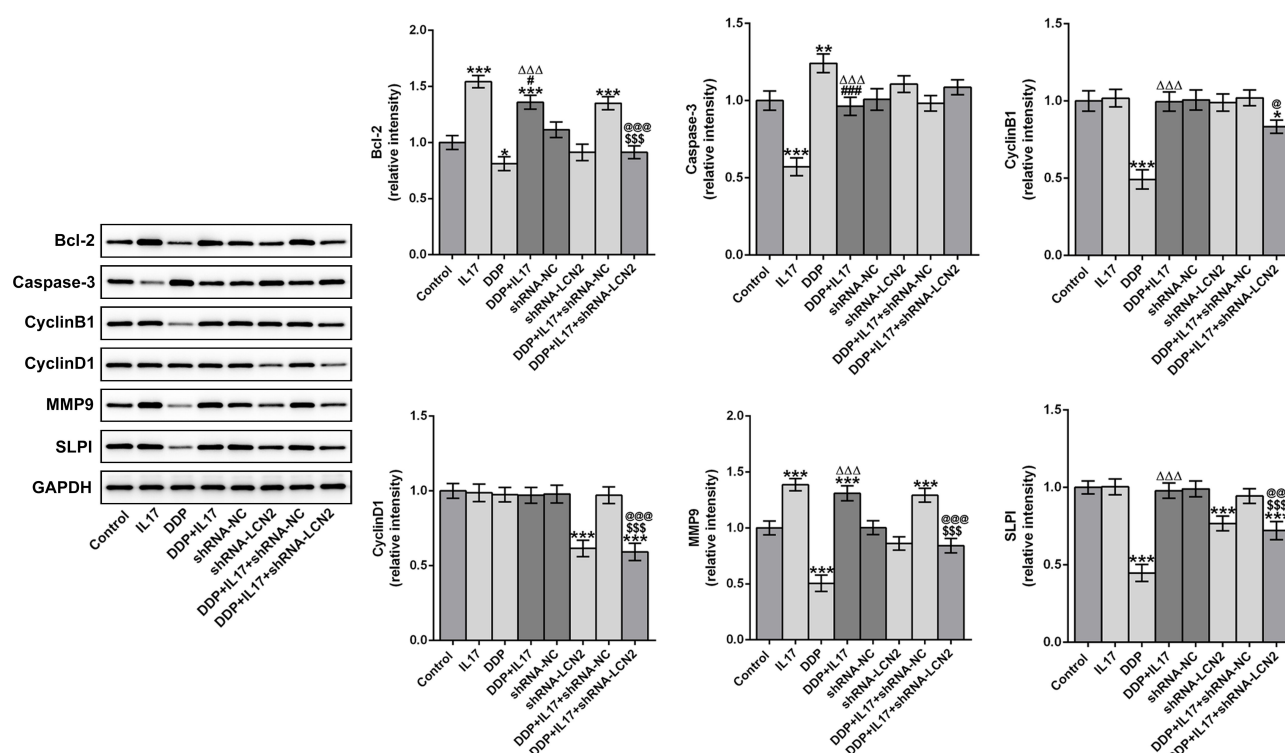 Bcl-2
Caspase-3
CyclinB1
CyclinD1
MMP9
SLPI
GAPDH
Control
IL17
DDP
DDP+IL17
shRNA-NC
shRNA-LCN2
DDP+IL17+shRNA-NC
DDP+IL17+shRNA-LCN2
Bcl-2
(relative intensity)
2.0
1.5
1.0
0.5
0.0
***
*
ΔΔΔ
#
***
***
@@@
$$$
Control
IL17
DDP
DDP+IL17
shRNA-NC
shRNA-LCN2
DDP+IL17+shRNA-NC
DDP+IL17+shRNA-LCN2
Caspase-3
(relative intensity)
1.5
1.0
0.5
0.0
***
**
ΔΔΔ
###
Control
IL17
DDP
DDP+IL17
shRNA-NC
shRNA-LCN2
DDP+IL17+shRNA-NC
DDP+IL17+shRNA-LCN2
CyclinB1
(relative intensity)
1.5
1.0
0.5
0.0
***
ΔΔΔ
@
*
Control
IL17
DDP
DDP+IL17
shRNA-NC
shRNA-LCN2
DDP+IL17+shRNA-NC
DDP+IL17+shRNA-LCN2
CyclinD1
(relative intensity)
1.5
1.0
0.5
0.0
***
@@@
$$$
***
Control
IL17
DDP
DDP+IL17
shRNA-NC
shRNA-LCN2
DDP+IL17+shRNA-NC
DDP+IL17+shRNA-LCN2
MMP9
(relative intensity)
2.0
1.5
1.0
0.5
0.0
***
***
ΔΔΔ
***
***
@@@
$$$
Control
IL17
DDP
DDP+IL17
shRNA-NC
shRNA-LCN2
DDP+IL17+shRNA-NC
DDP+IL17+shRNA-LCN2
SLPI
(relative intensity)
1.5
1.0
0.5
0.0
***
ΔΔΔ
***
@@
$$$
***
Control
IL17
DDP
DDP+IL17
shRNA-NC
shRNA-LCN2
DDP+IL17+shRNA-NC
DDP+IL17+shRNA-LCN2